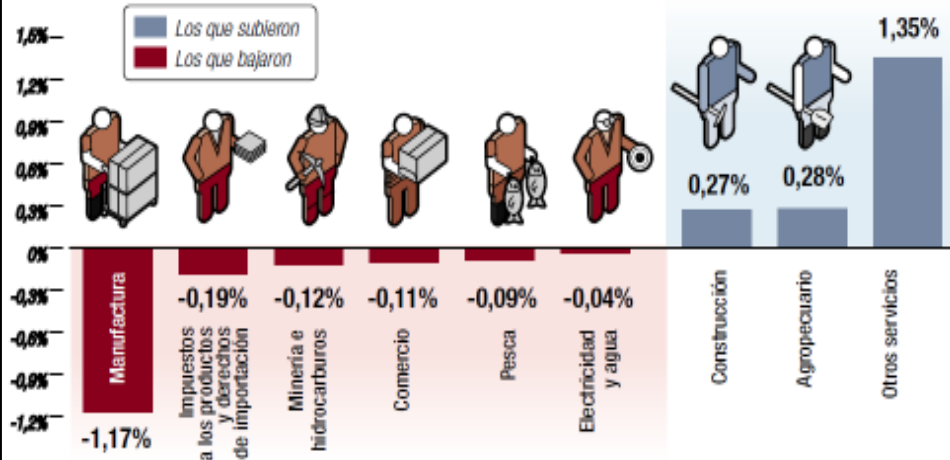 Los que subieron
Los que bajaron
1,5%
1,2%
0,9%
0,6%
0,3%
0%
-0,3%
-0,6%
-0,9%
-1,2%
Manufactura
-1,17%
-0,19%
Impuestos
a los productos
y derechos
de importación
-0,12%
Minería e
hidrocarburos
-0,11%
Comercio
-0,09%
Pesca
-0,04%
Electricidad
y agua
0,27%
Construcción
0,28%
Agropecuario
1,35%
Otros servicios